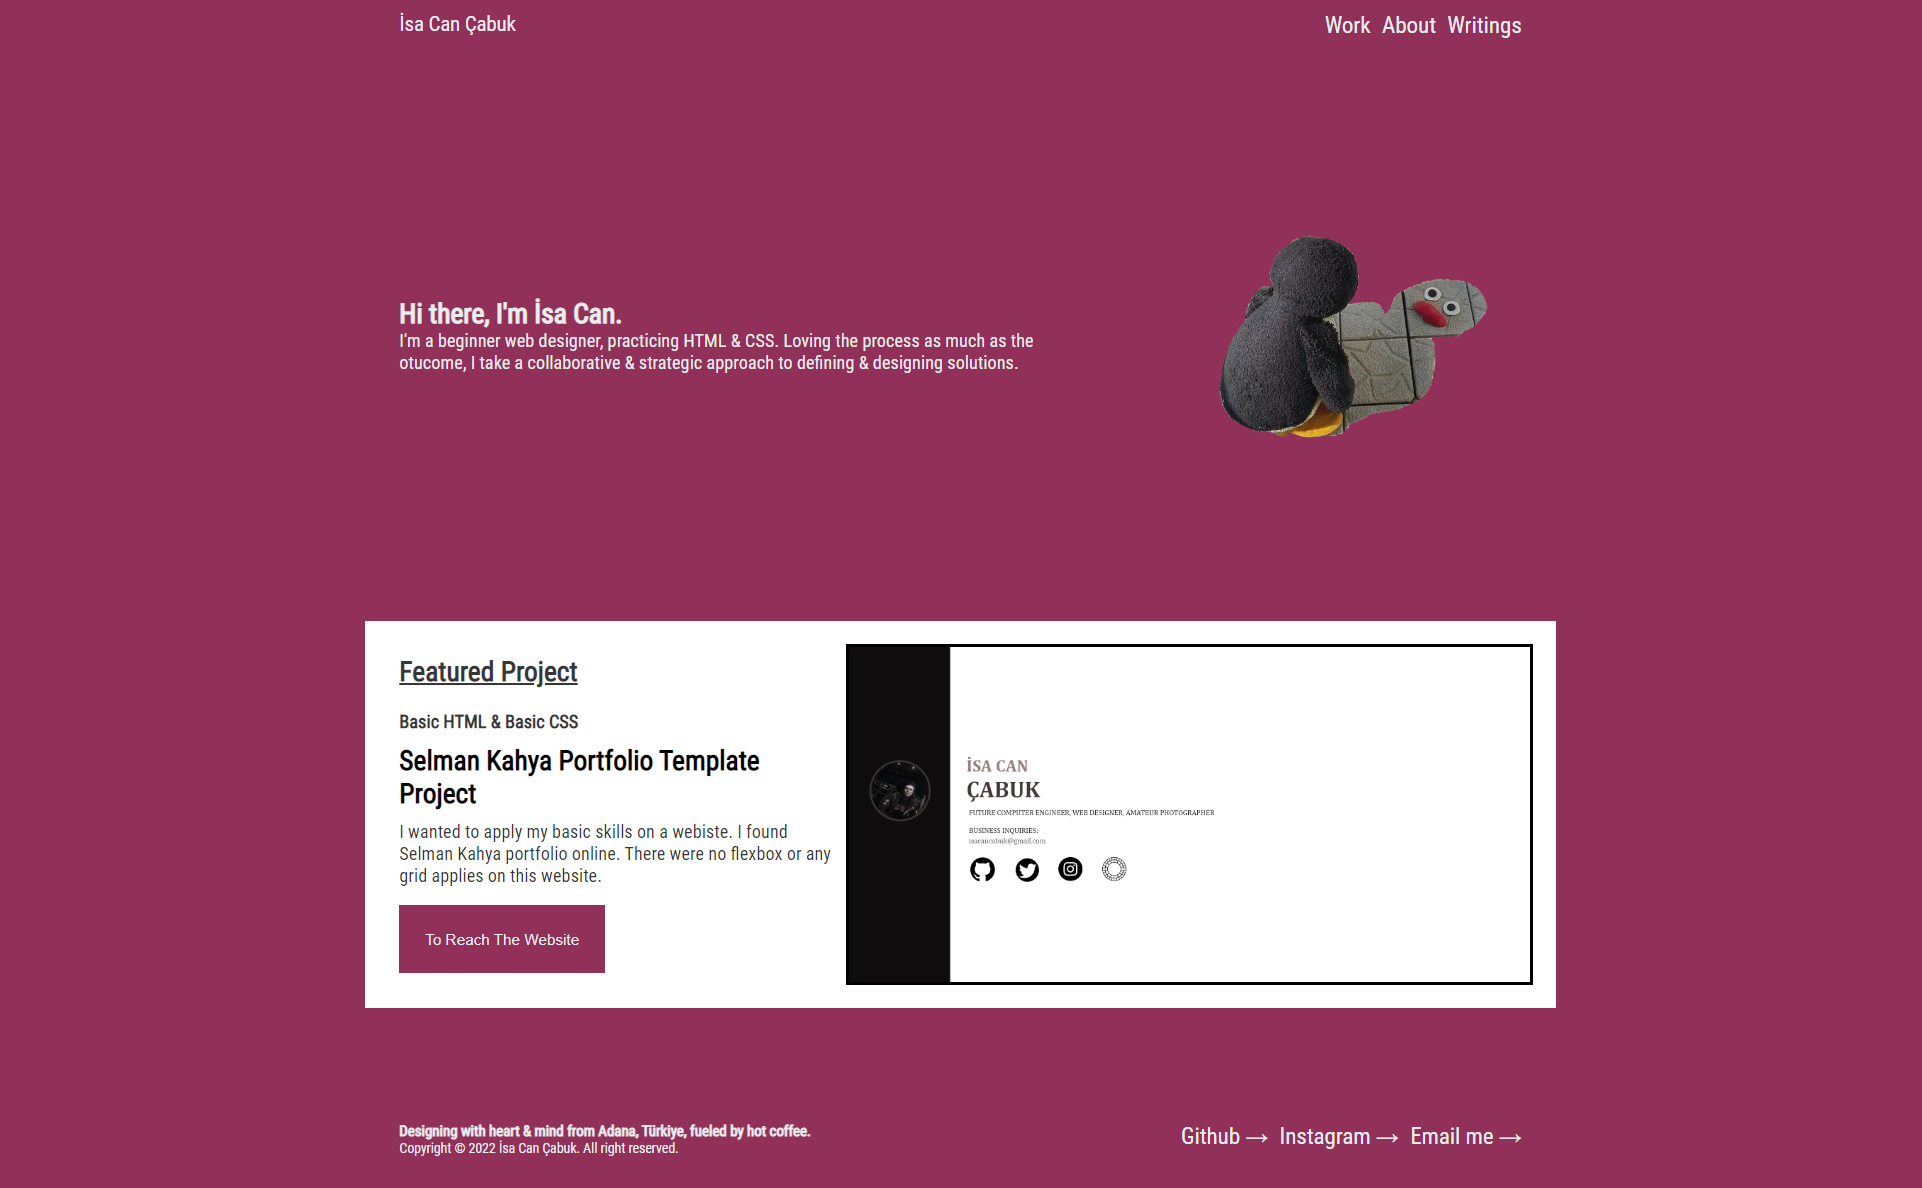 İsa Can Çabuk
Work About Writings
Hi there, I'm İsa Can.
I'm a beginner web designer, practicing HTML & CSS. Loving the process as much as the
otucome, I take a collaborative & strategic approach to defining & designing solutions.
Featured Project
Basic HTML & Basic CSS
Selman Kahya Portfolio Template
Project
I wanted to apply my basic skills on a webiste. I found
Selman Kahya portfolio online. There were no flexbox or any
grid applies on this website.
To Reach The Website
İSA CAN
ÇABUK
FUTURE COMPUTER ENGINEER, WEB DESIGNER, AMATEUR PHOTOGRAPHER
BUSINESS INQUIRIES:
isacancabuk@gmail.com
Designing with heart & mind from Adana, Türkiye, fueled by hot coffee.
Copyright © 2022 İsa Can Çabuk. All right reserved.
Github → Instagram → Email me →